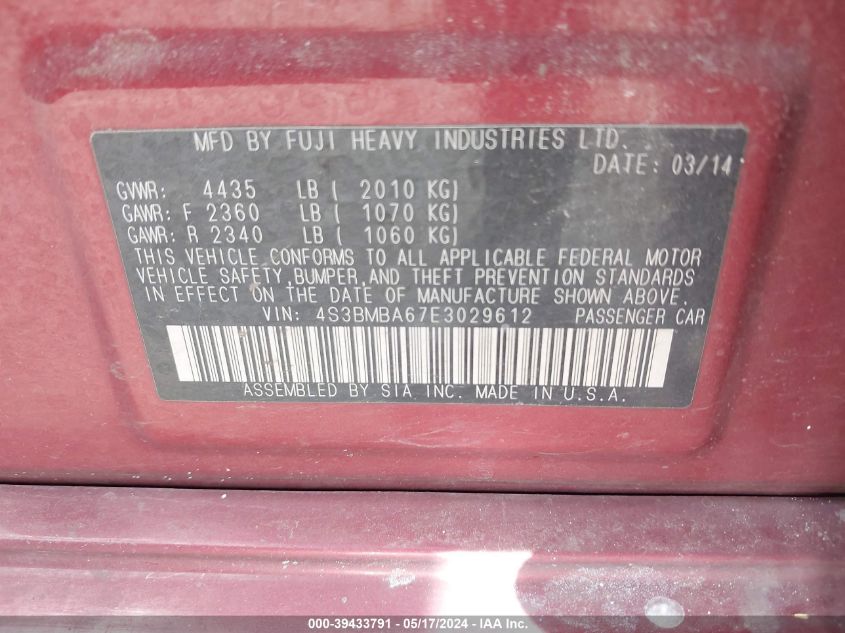 MFD BY FUJI HEAVY INDUSTRIES LTD.
DATE: 03/14
GVWR: 4435 LB ( 2010 KG)
GAWR: F 2360 LB ( 1070 KG)
GAWR: R 2340 LB ( 1060 KG)
THIS VEHICLE CONFORMS TO ALL APPLICABLE FEDERAL MOTOR
VEHICLE SAFETY, BUMPER, AND THEFT PREVENTION STANDARDS
IN EFFECT ON THE DATE OF MANUFACTURE SHOWN ABOVE.
VIN: 4S3BMBA67E3029612 PASSENGER CAR
ASSEMBLED BY SIA INC. MADE IN U.S.A.
000-39433791 - 05/17/2024 - IAA Inc.